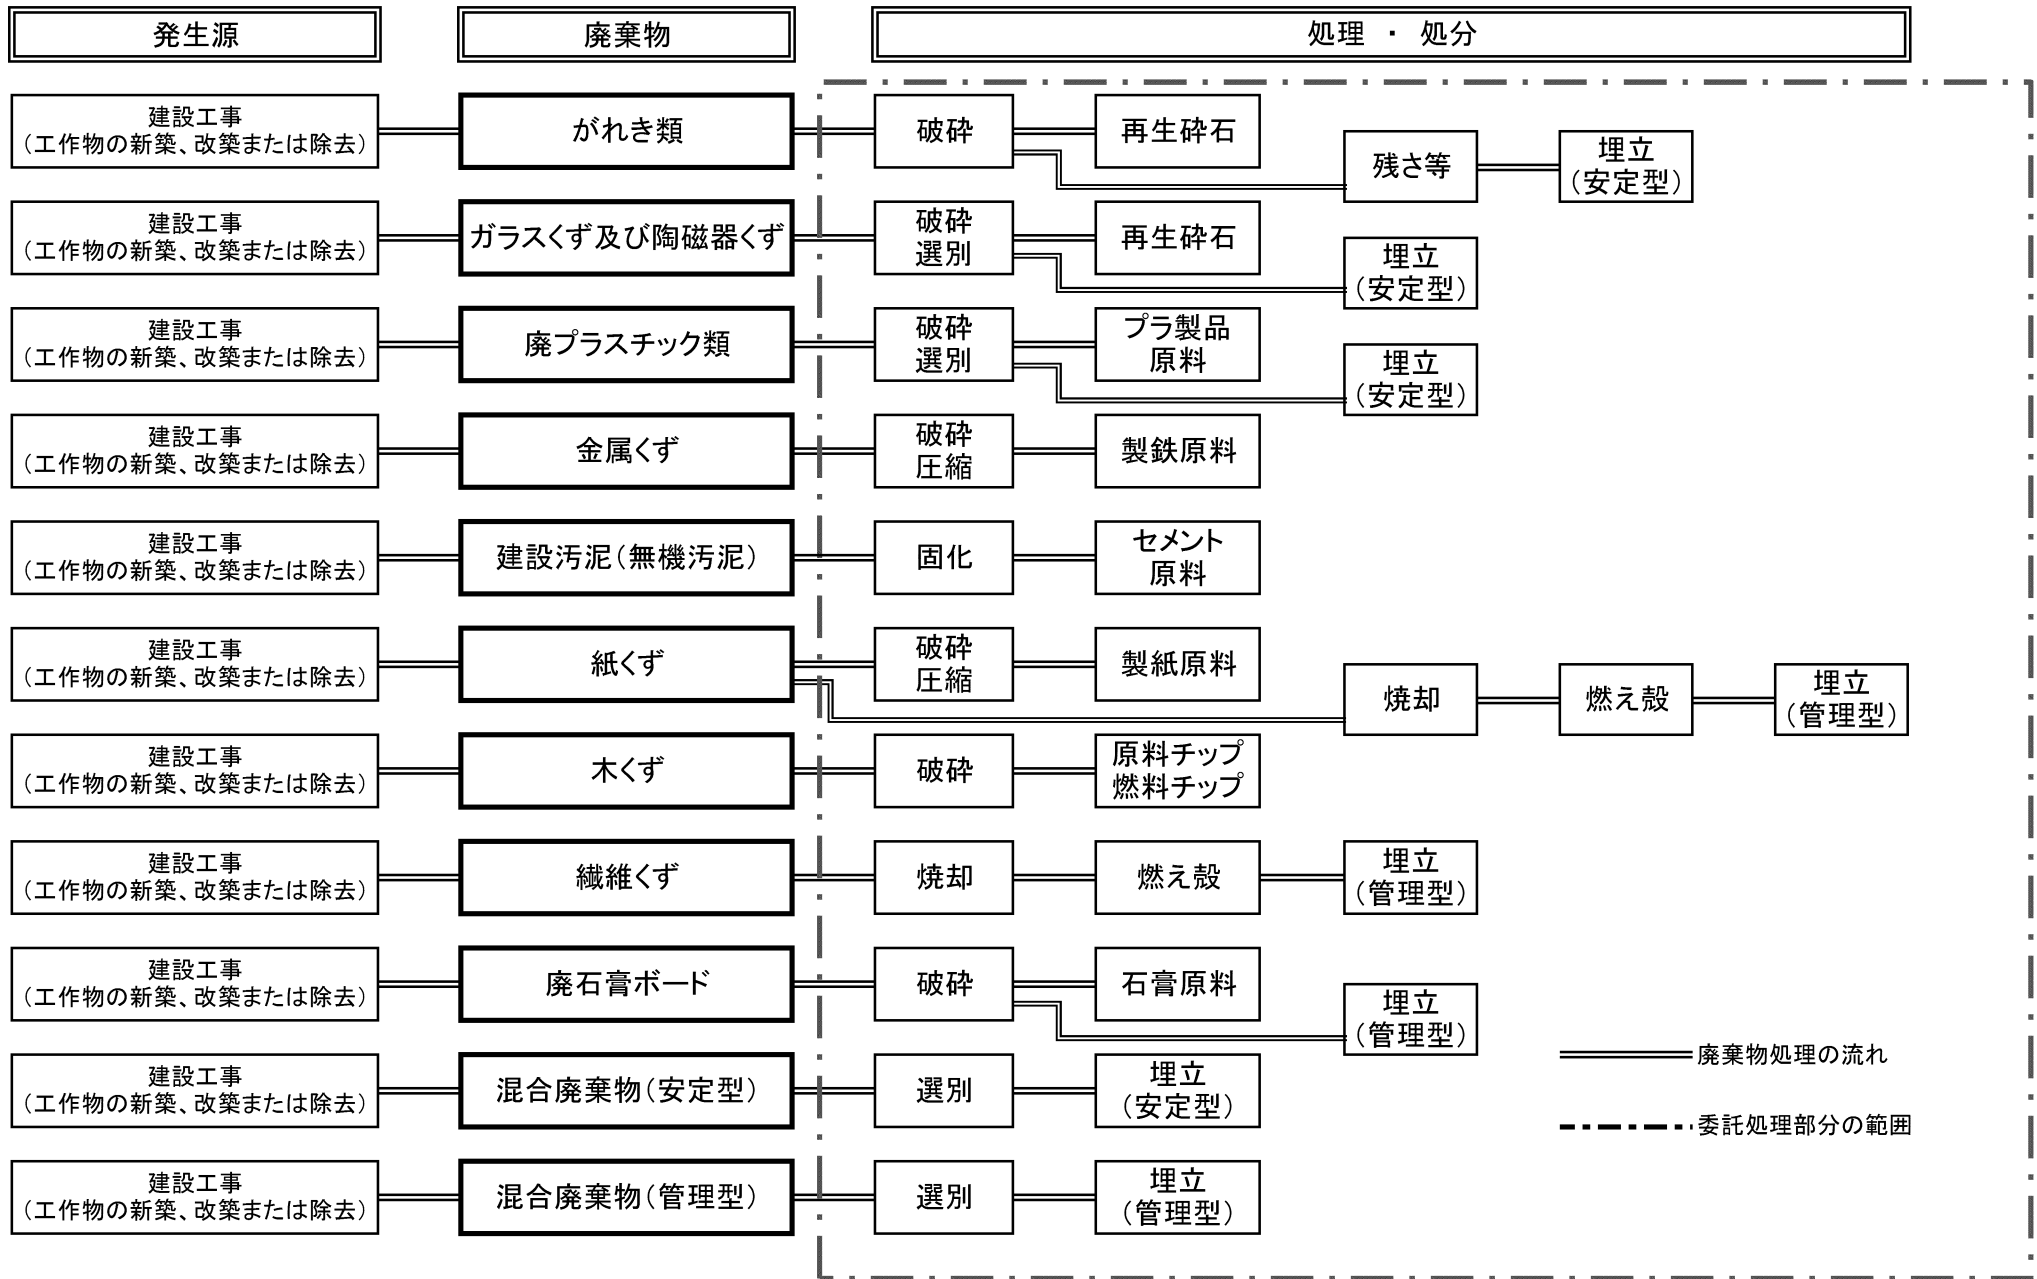 発生源
廃棄物
処理 ・ 処分
建設工事
（工作物の新築、改築または除去）
がれき類
破砕
再生砕石
残さ等
埋立
（安定型）
建設工事
（工作物の新築、改築または除去）
ガラスくず及び陶磁器くず
破砕
選別
再生砕石
埋立
（安定型）
建設工事
（工作物の新築、改築または除去）
廃プラスチック類
破砕
選別
プラ製品
原料
埋立
（安定型）
建設工事
（工作物の新築、改築または除去）
金属くず
破砕
圧縮
製鉄原料
建設工事
（工作物の新築、改築または除去）
建設汚泥（無機汚泥）
固化
セメント
原料
建設工事
（工作物の新築、改築または除去）
紙くず
破砕
圧縮
製紙原料
焼却
燃え殻
埋立
（管理型）
建設工事
（工作物の新築、改築または除去）
木くず
破砕
原料チップ
燃料チップ
建設工事
（工作物の新築、改築または除去）
繊維くず
焼却
燃え殻
埋立
（管理型）
建設工事
（工作物の新築、改築または除去）
廃石膏ボード
破砕
石膏原料
埋立
（管理型）
建設工事
（工作物の新築、改築または除去）
混合廃棄物（安定型）
選別
埋立
（安定型）
建設工事
（工作物の新築、改築または除去）
混合廃棄物（管理型）
選別
埋立
（管理型）
廃棄物処理の流れ
委託処理部分の範囲